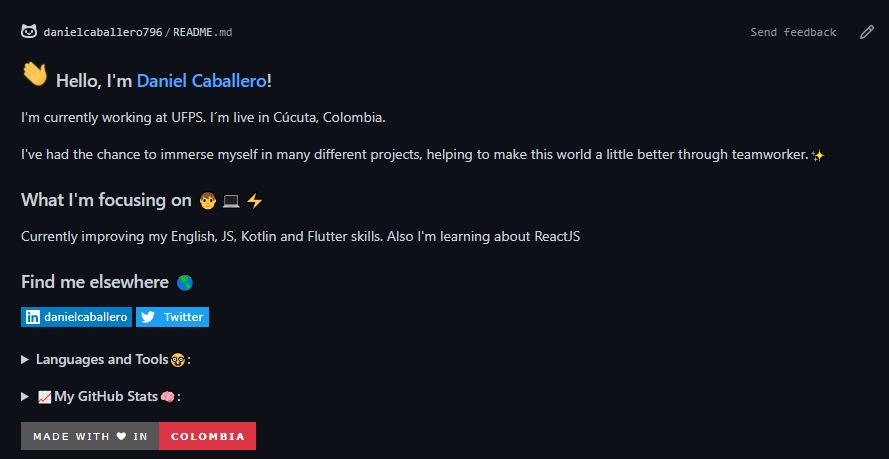 danielcaballero796/README.md
Send feedback
👋 Hello, I'm Daniel Caballero!
I'm currently working at UFPS. I´m live in Cúcuta, Colombia.
I've had the chance to immerse myself in many different projects, helping to make this world a little better through teamworker.✨
What I'm focusing on 🧑 💻 ⚡
Currently improving my English, JS, Kotlin and Flutter skills. Also I'm learning about ReactJS
Find me elsewhere 🌎
in danielcaballero Twitter
Languages and Tools🤓:
📈My GitHub Stats🧠:
MADE WITH ♥ IN COLOMBIA